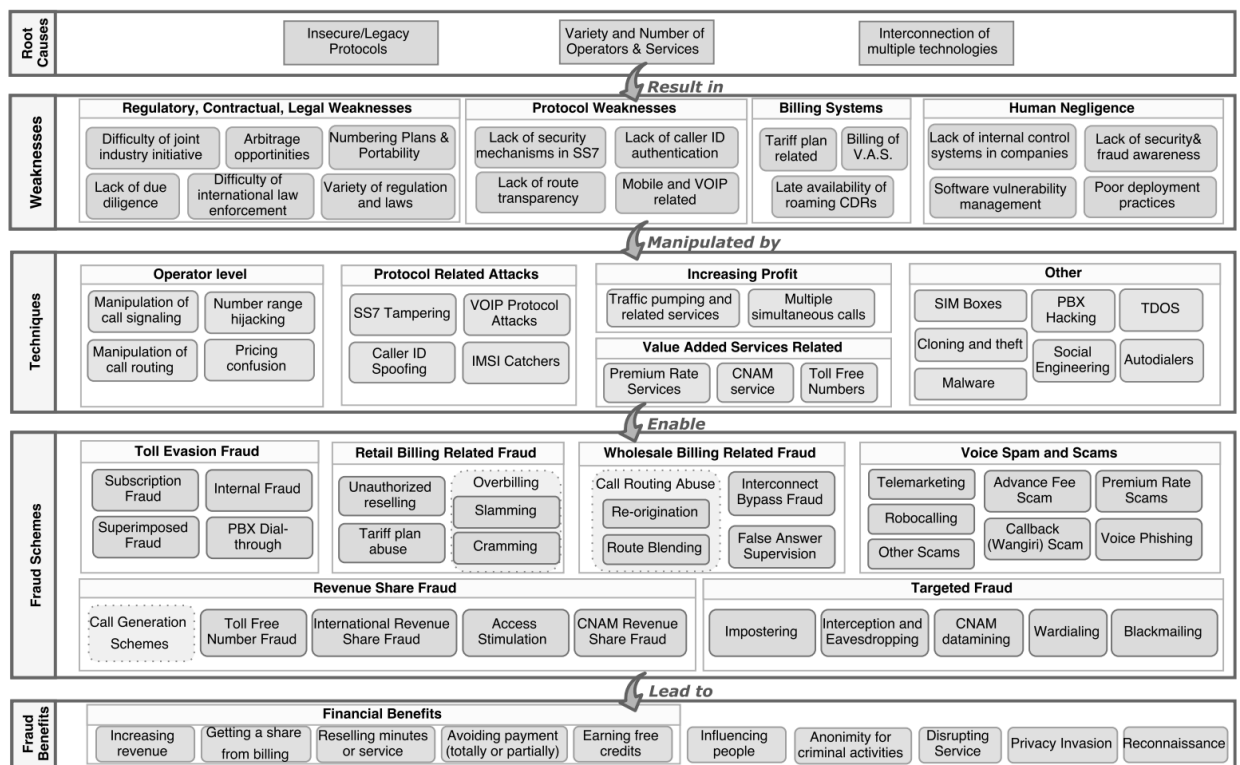 Root
Causes
Insecure/Legacy
Protocols
Variety and Number of
Operators & Services
Interconnection of
multiple technologies
Result in
Weaknesses
Regulatory, Contractual, Legal Weaknesses
Difficulty of joint
industry initiative
Arbitrage
opportinities
Numbering Plans &
Portability
Lack of due
diligence
Difficulty of
international law
enforcement
Variety of regulation
and laws
Protocol Weaknesses
Lack of security
mechanisms in SS7
Lack of caller ID
authentication
Lack of route
transparency
Mobile and VOIP
related
Billing Systems
Tariff plan
related
Billing of
V.A.S.
Late availability of
roaming CDRs
Human Negligence
Lack of internal control
systems in companies
Lack of security&
fraud awareness
Software vulnerability
management
Poor deployment
practices
Manipulated by
Techniques
Operator level
Manipulation of
call signaling
Number range
hijacking
Manipulation of
call routing
Pricing
confusion
Protocol Related Attacks
SS7 Tampering
VOIP Protocol
Attacks
Caller ID
Spoofing
IMSI Catchers
Increasing Profit
Traffic pumping and
related services
Multiple
simultaneous calls
Value Added Services Related
Premium Rate
Services
CNAM
service
Toll Free
Numbers
Other
SIM Boxes
PBX
Hacking
TDOS
Cloning and theft
Social
Engineering
Autodialers
Malware
Enable
Fraud Schemes
Toll Evasion Fraud
Subscription
Fraud
Internal Fraud
Superimposed
Fraud
PBX Dial-
through
Retail Billing Related Fraud
Unauthorized
reselling
Tariff plan
abuse
Overbilling
Slamming
Cramming
Wholesale Billing Related Fraud
Call Routing Abuse
Re-origination
Route Blending
Interconnect
Bypass Fraud
False Answer
Supervision
Voice Spam and Scams
Telemarketing
Advance Fee
Scam
Premium Rate
Scams
Robocalling
Callback
(Wangiri) Scam
Voice Phishing
Other Scams
Revenue Share Fraud
Call Generation
Schemes
Toll Free
Number Fraud
International Revenue
Share Fraud
Access
Stimulation
CNAM Revenue
Share Fraud
Targeted Fraud
Impostering
Interception and
Eavesdropping
CNAM
datamining
Wardialing
Blackmailing
Lead to
Fraud
Benefits
Financial Benefits
Increasing
revenue
Getting a share
from billing
Reselling minutes
or service
Avoiding payment
(totally or partially)
Earning free
credits
Influencing
people
Anonimity for
criminal activities
Disrupting
Service
Privacy Invasion
Reconnaissance